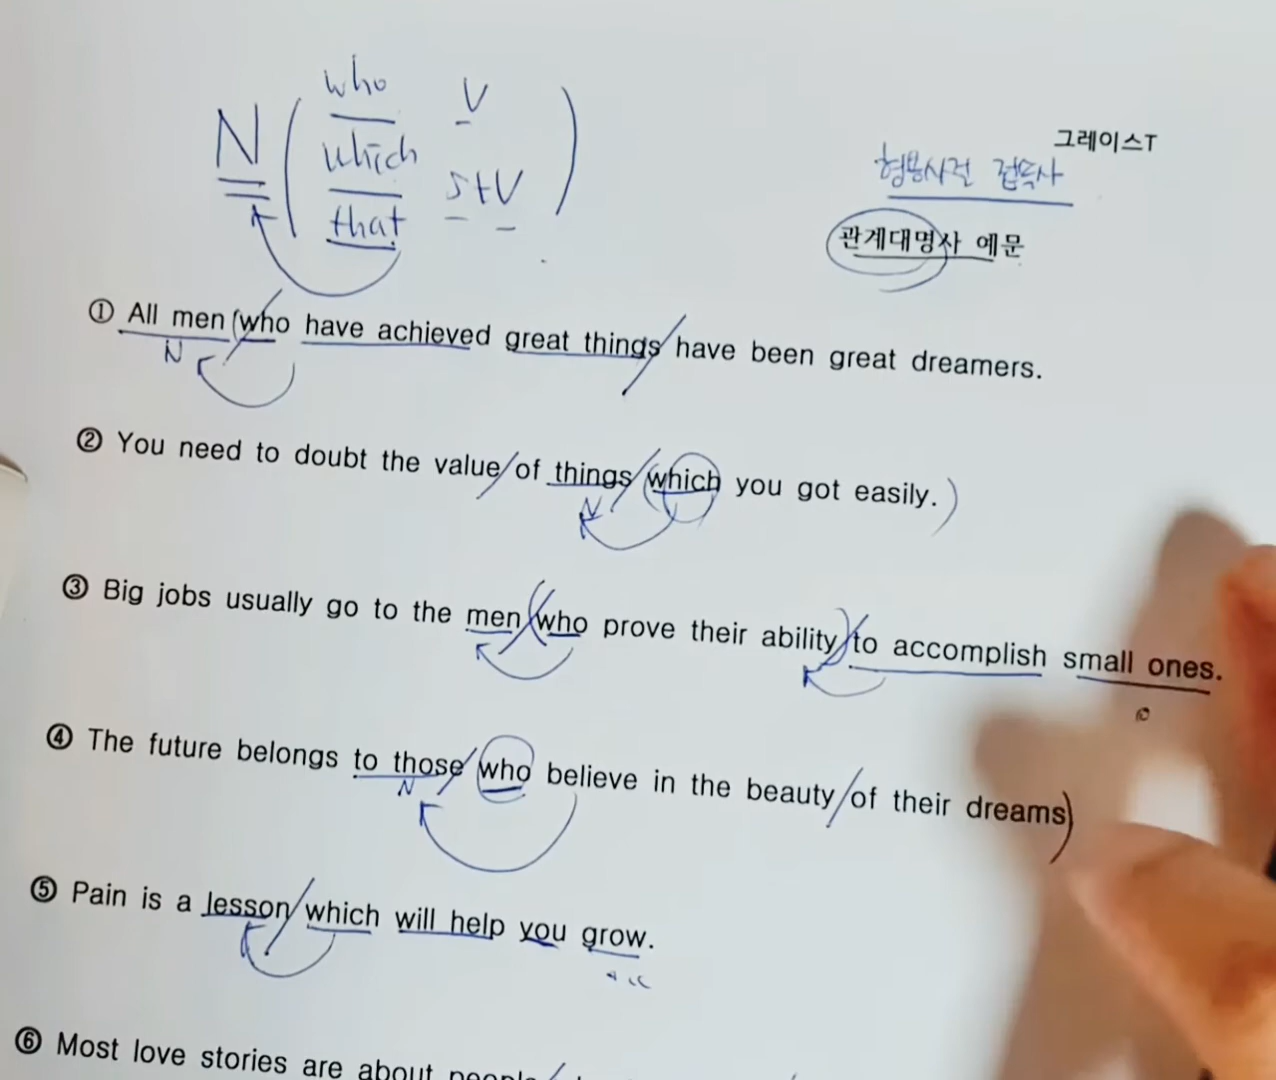 who V
N ( which S+V )
that
그레이스T
형용사절 접속사
관계대명사 예문
① All men (who have achieved great things have been great dreamers.
N
② You need to doubt the value of things (which you got easily.)
N
③ Big jobs usually go to the men (who prove their ability) to accomplish small ones.
④ The future belongs to those who believe in the beauty of their dreams)
N
⑤ Pain is a lesson which will help you grow.
⑥ Most love stories are about people